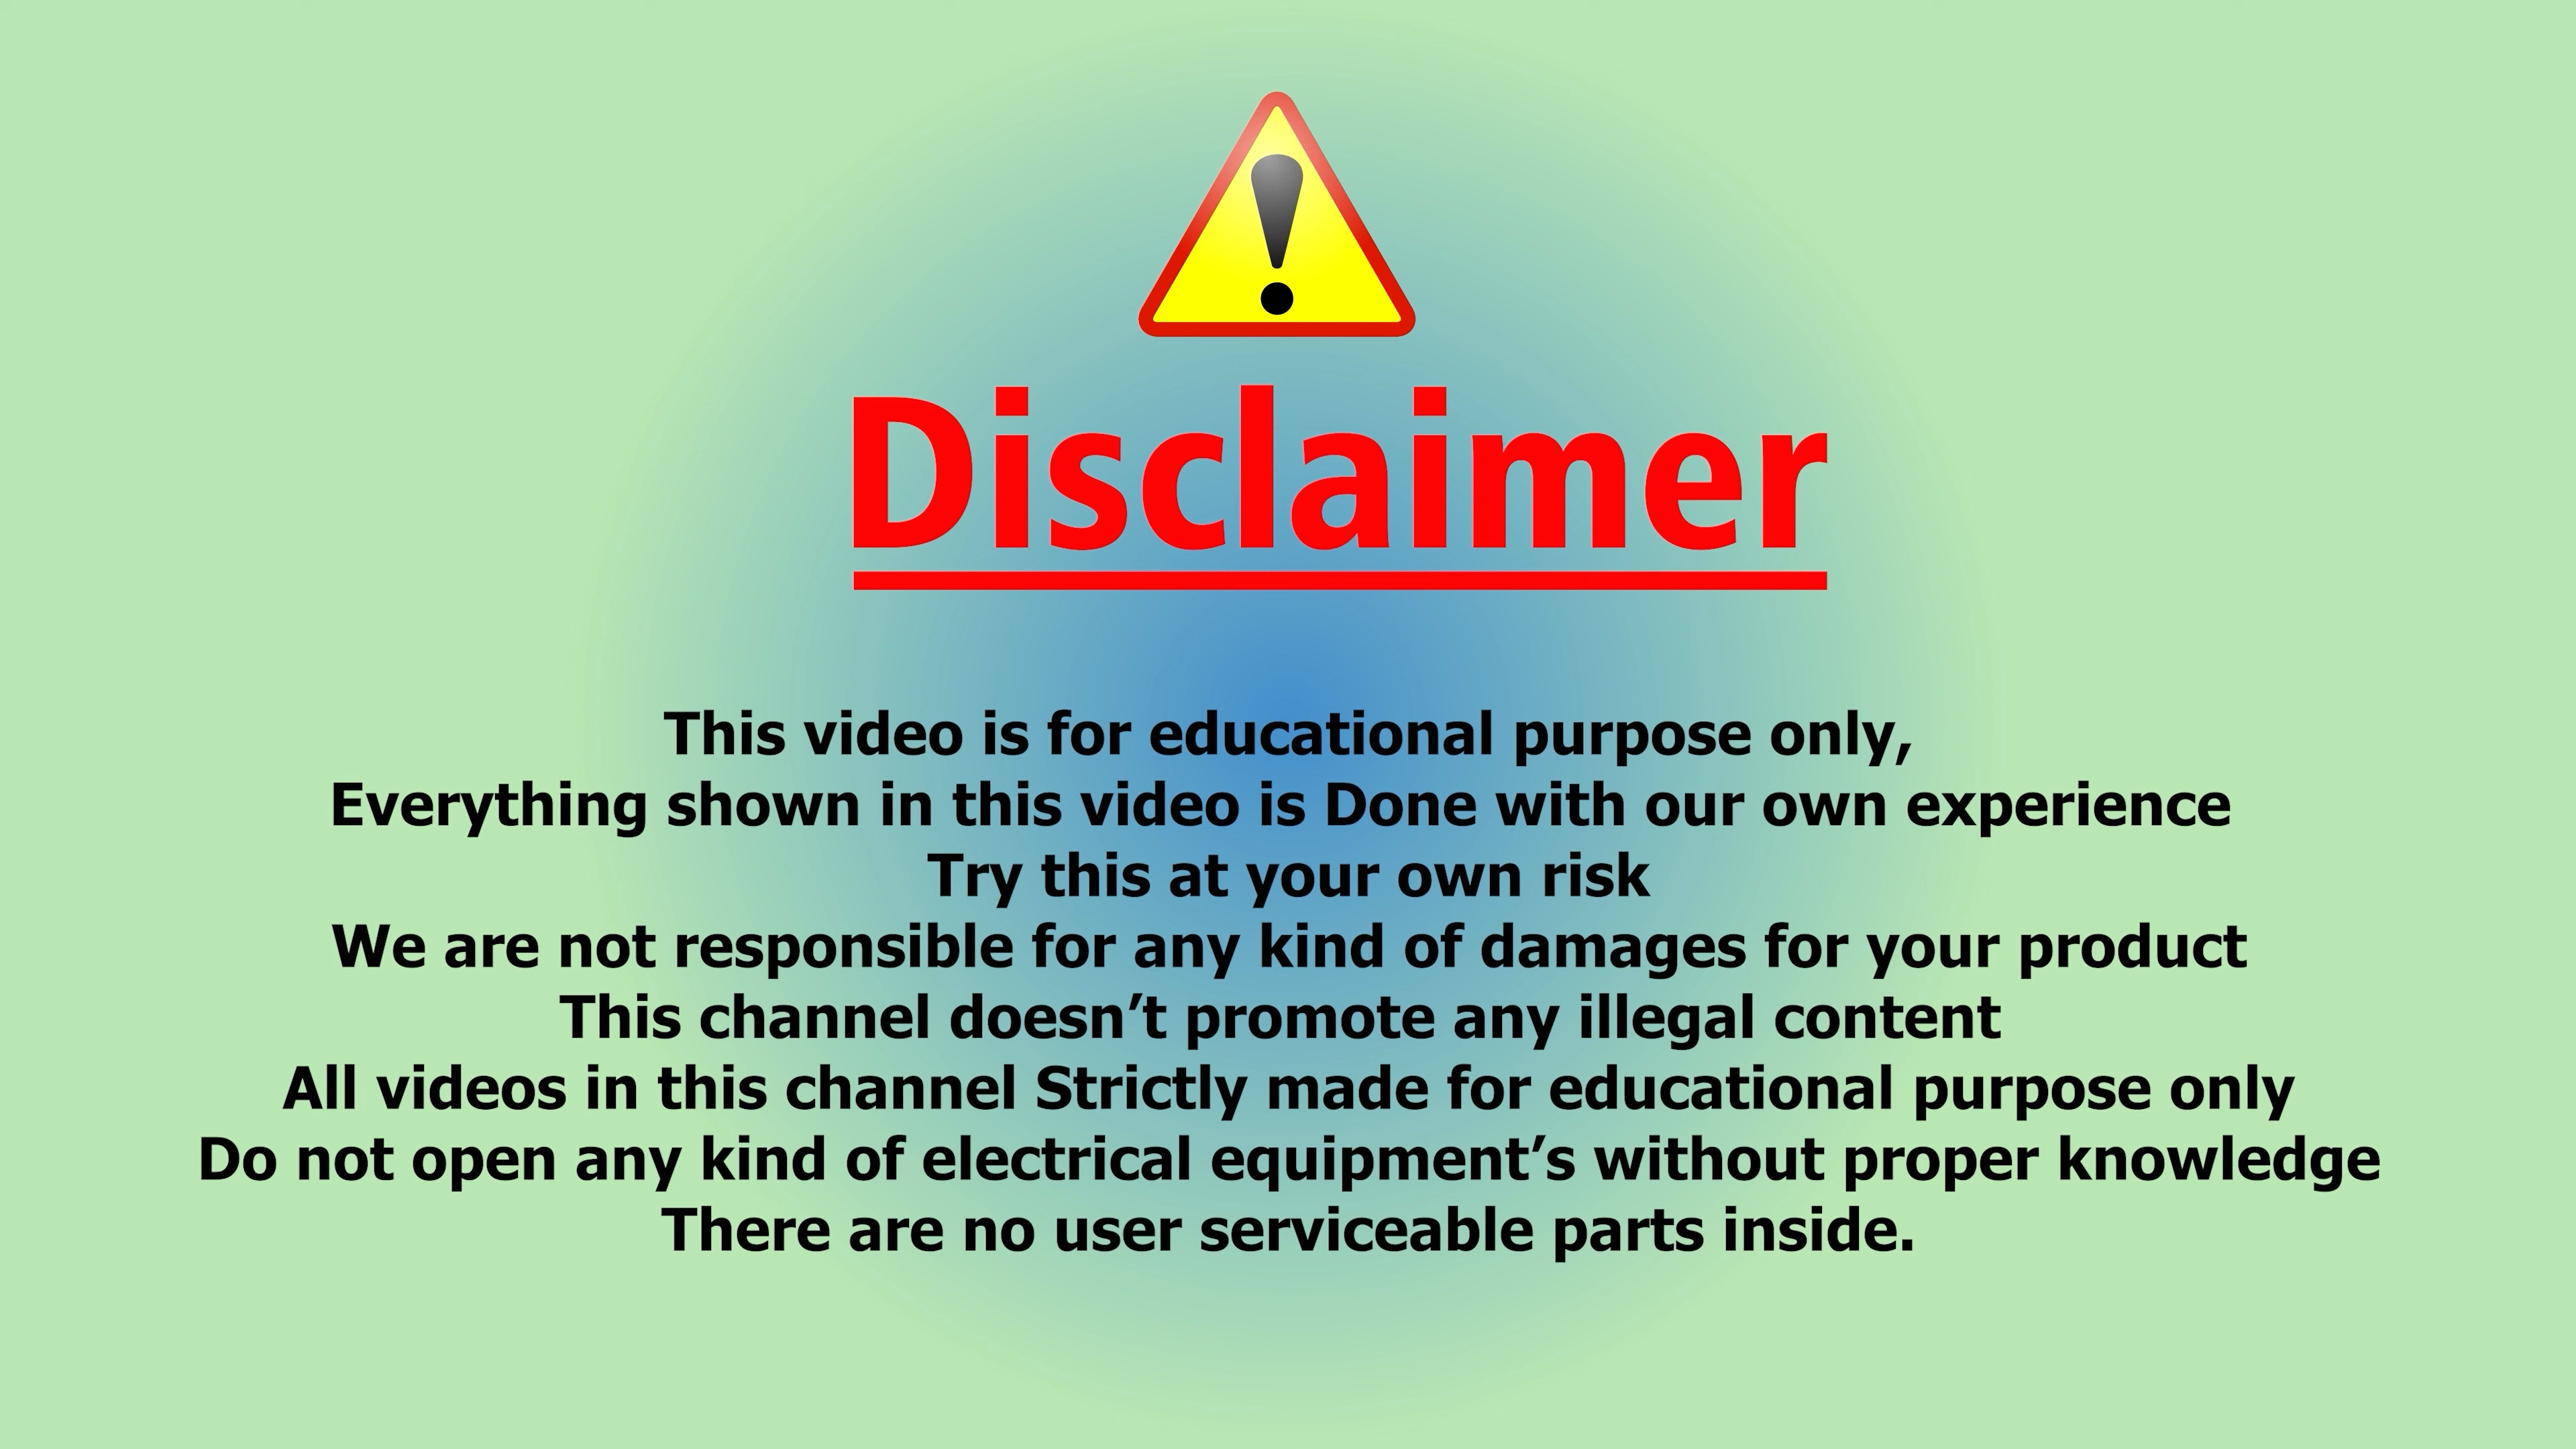 Disclaimer
This video is for educational purpose only,
Everything shown in this video is Done with our own experience
Try this at your own risk
We are not responsible for any kind of damages for your product
This channel doesn’t promote any illegal content
All videos in this channel Strictly made for educational purpose only
Do not open any kind of electrical equipment’s without proper knowledge
There are no user serviceable parts inside.